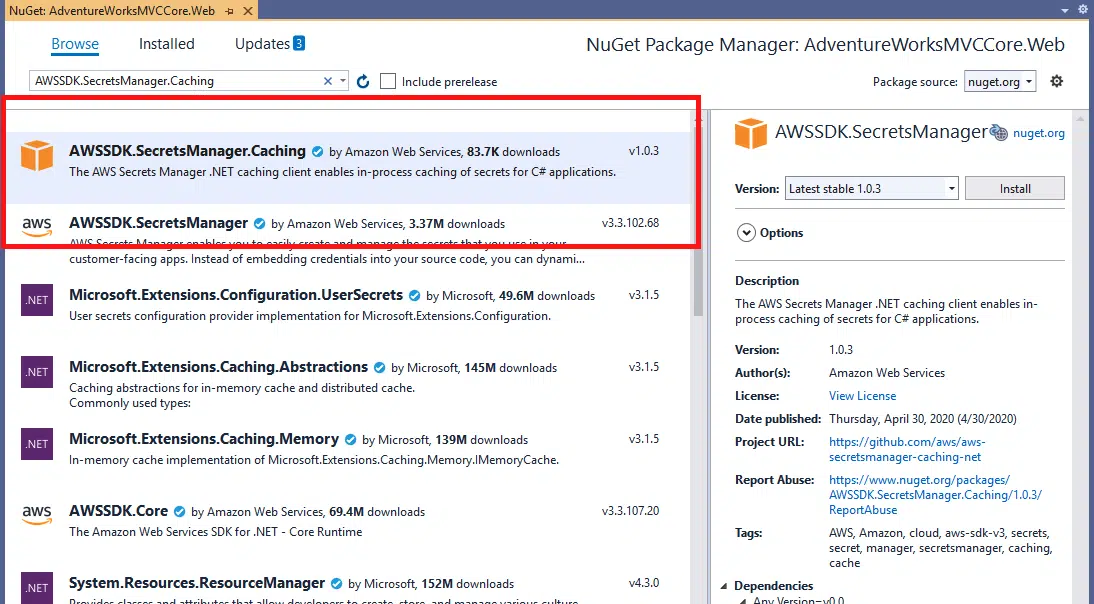 NuGet: AdventureWorksMVCCore.Web
Browse Installed Updates 3
NuGet Package Manager: AdventureWorksMVCCore.Web
AWSSDK.SecretsManager.Caching
Include prerelease
Package source: nuget.org
AWSSDK.SecretsManager.Caching by Amazon Web Services, 83.7K downloads v1.0.3
The AWS Secrets Manager .NET caching client enables in-process caching of secrets for C# applications.
aws
AWSSDK.SecretsManager by Amazon Web Services, 3.37M downloads v3.3.102.68
AWS Secrets Manager enables you to easily create and manage the secrets that you use in your
customer-facing apps. Instead of embedding credentials into your source code, you can dynami...
.NET
Microsoft.Extensions.Configuration.UserSecrets by Microsoft, 49.6M downloads v3.1.5
User secrets configuration provider implementation for Microsoft.Extensions.Configuration.
.NET
Microsoft.Extensions.Caching.Abstractions by Microsoft, 145M downloads v3.1.5
Caching abstractions for in-memory cache and distributed cache.
Commonly used types:
.NET
Microsoft.Extensions.Caching.Memory by Microsoft, 139M downloads v3.1.5
In-memory cache implementation of Microsoft.Extensions.Caching.Memory.IMemoryCache.
aws
AWSSDK.Core by Amazon Web Services, 69.4M downloads v3.3.107.20
The Amazon Web Services SDK for .NET - Core Runtime
.NET
System.Resources.ResourceManager by Microsoft, 152M downloads v4.3.0
Provides classes and attributes that allow developers to create, store, and manage various culture
AWSSDK.SecretsManager nuget.org
Version: Latest stable 1.0.3 Install
Options
Description
The AWS Secrets Manager .NET caching client enables in-
process caching of secrets for C# applications.
Version: 1.0.3
Author(s): Amazon Web Services
License: View License
Date published: Thursday, April 30, 2020 (4/30/2020)
Project URL: https://github.com/aws/aws-
secretsmanager-caching-net
Report Abuse: https://www.nuget.org/packages/
AWSSDK.SecretsManager.Caching/1.0.3/
ReportAbuse
Tags: AWS, Amazon, cloud, aws-sdk-v3, secrets,
secret, manager, secretsmanager, caching,
cache
Dependencies
Any,Version=v0.0